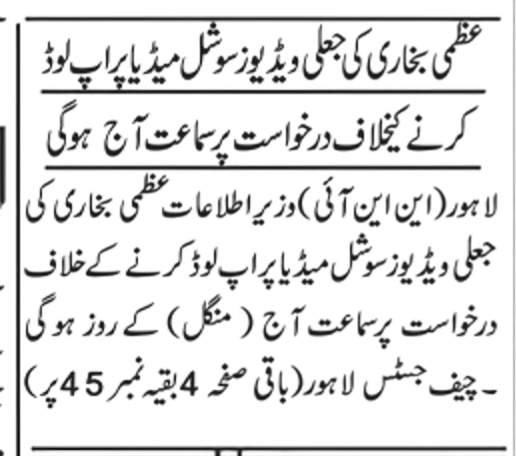 عظمیٰ بخاری کی جعلی ویڈیوز سوشل میڈیا پر اپ لوڈ
کرنے کیخلاف درخواست پر سماعت آج ہوگی
لاہور(این این آئی)وزیر اطلاعات عظمیٰ بخاری کی
جعلی ویڈیوز سوشل میڈیا پر اپ لوڈ کرنے کے خلاف
درخواست پر سماعت آج ( منگل) کے روز ہوگی
۔ چیف جسٹس لاہور(باقی صفحہ 4 بقیہ نمبر 45 پر)